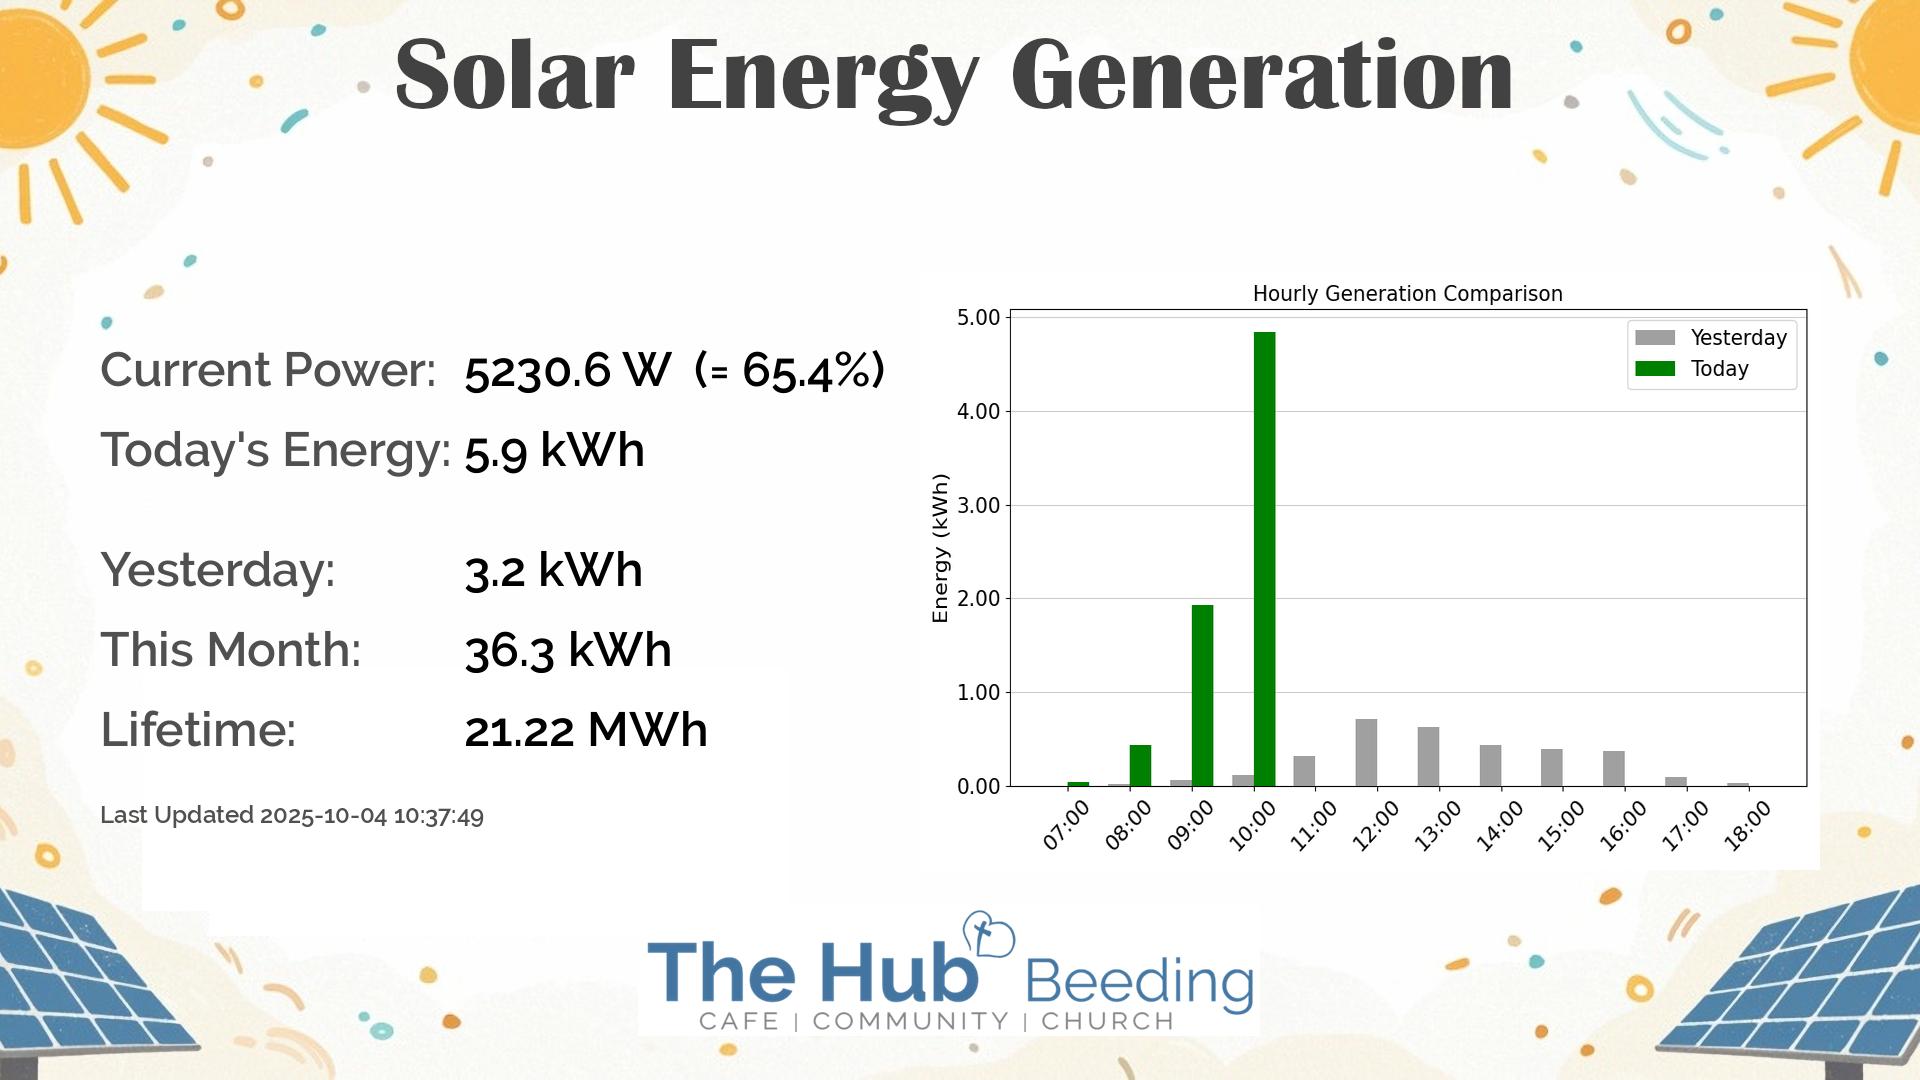 Solar Energy Generation
Current Power: 5230.6 W (= 65.4%)
Today's Energy: 5.9 kWh
Yesterday: 3.2 kWh
This Month: 36.3 kWh
Lifetime: 21.22 MWh
Last Updated 2025-10-04 10:37:49
Hourly Generation Comparison
Yesterday
Today
Energy (kWh)
5.00
4.00
3.00
2.00
1.00
0.00
07:00 08:00 09:00 10:00 11:00 12:00 13:00 14:00 15:00 16:00 17:00 18:00
The Hub Beeding
CAFE | COMMUNITY | CHURCH